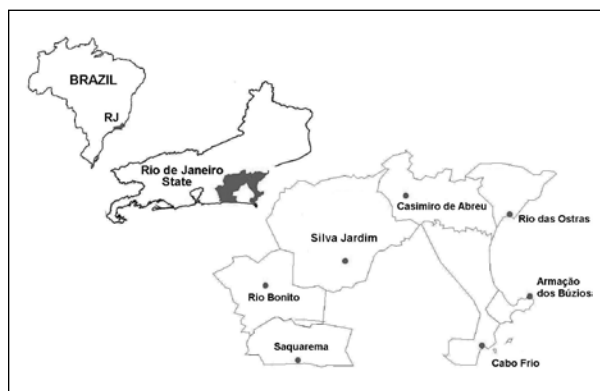 BRAZIL
RJ
Rio de Janeiro
State
Casimiro de Abreu
Rio das Ostras
Silva Jardim
Rio Bonito
Armação
dos Búzios
Saquarema
Cabo Frio